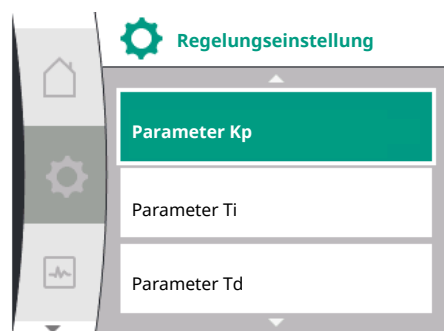 Regelungseinstellung
Parameter Kp
Parameter Ti
Parameter Td